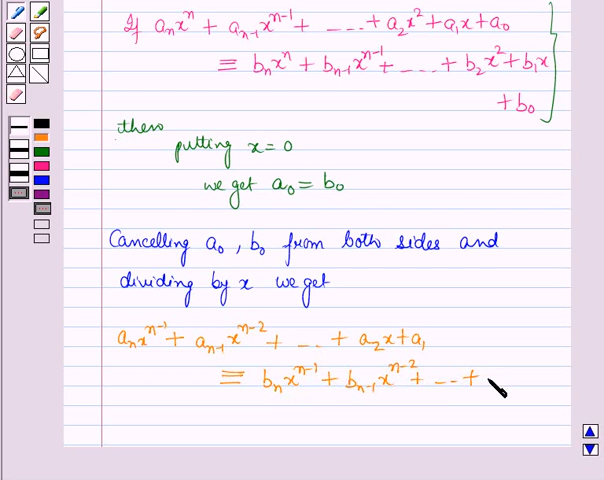 If aₙxⁿ + aₙ₋₁xⁿ⁻¹ + ..... + a₂x² + a₁x + a₀
≡ bₙxⁿ + bₙ₋₁xⁿ⁻¹ + .... + b₂x² + b₁x
+ b₀
then
putting x = 0
we get a₀ = b₀
Cancelling a₀, b₀ from both sides and
dividing by x we get
aₙxⁿ⁻¹ + aₙ₋₁xⁿ⁻² + .... + a₂x + a₁
≡ bₙxⁿ⁻¹ + bₙ₋₁xⁿ⁻² + .... +